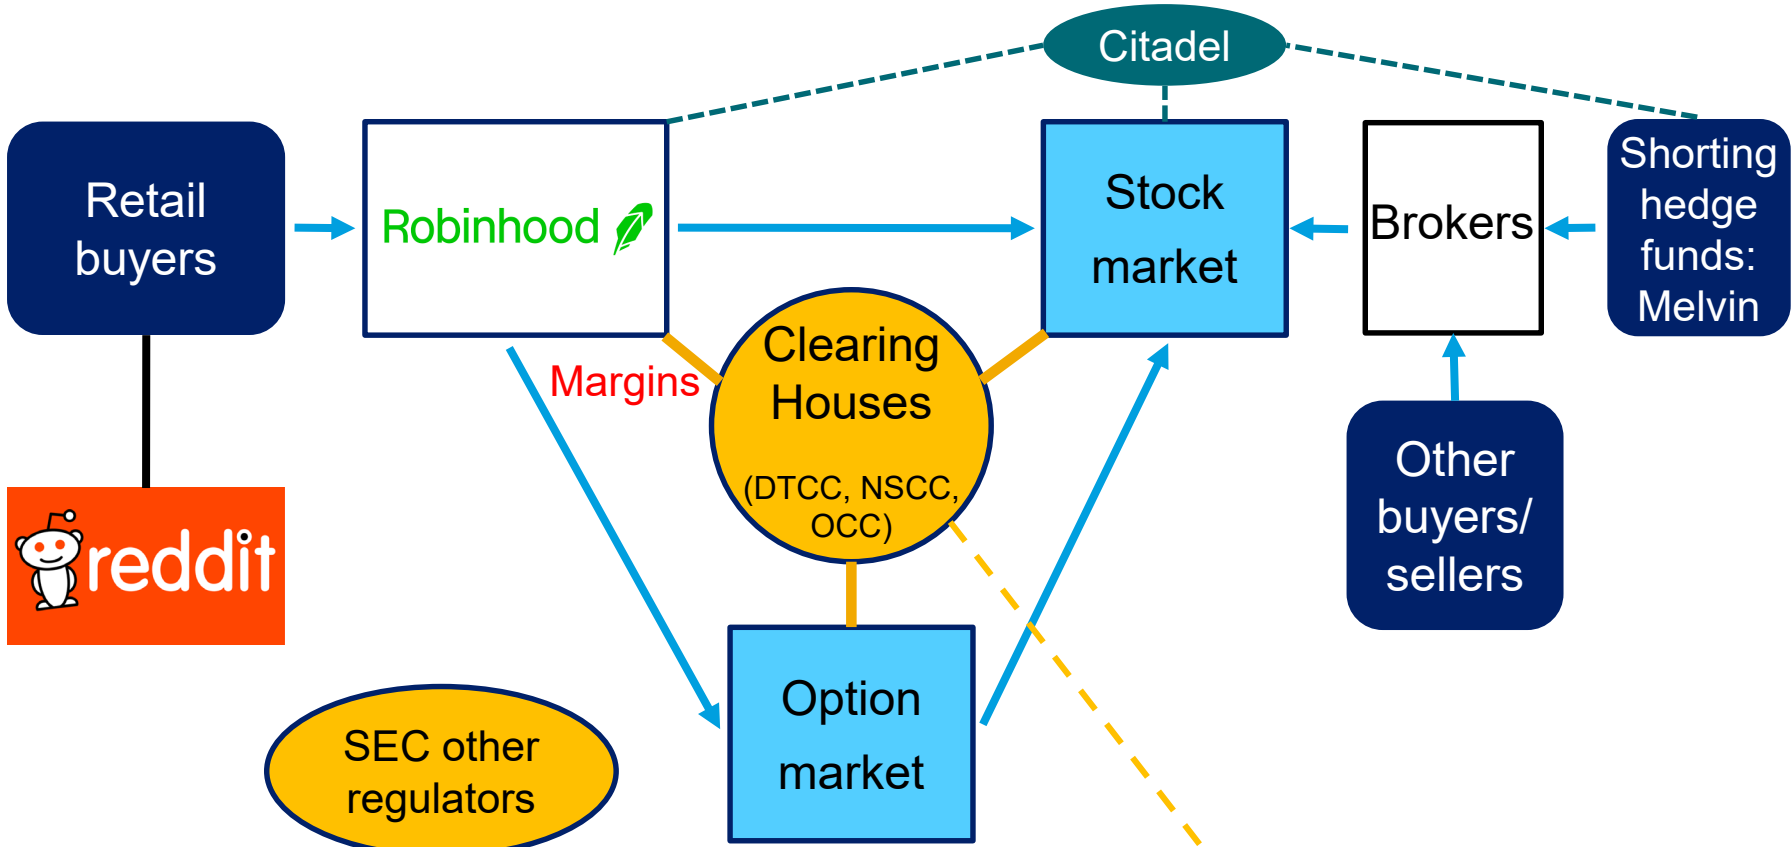 Citadel
Retail
buyers
Robinhood
Stock
market
Brokers
Shorting
hedge
funds:
Melvin
Margins
Clearing
Houses
(DTCC, NSCC,
OCC)
Other
buyers/
sellers
reddit
Option
market
SEC other
regulators